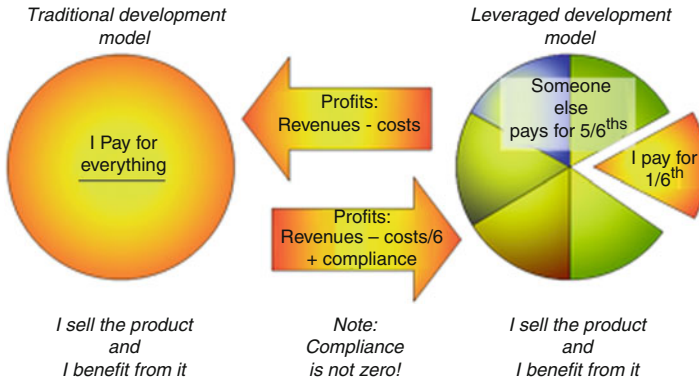 Traditional development
model
Leveraged development
model
I Pay for
everything
Profits:
Revenues - costs
Someone
else
pays for 5/6ths
I pay for
1/6th
Profits:
Revenues – costs/6
+ compliance
I sell the product
and
I benefit from it
Note:
Compliance
is not zero!
I sell the product
and
I benefit from it